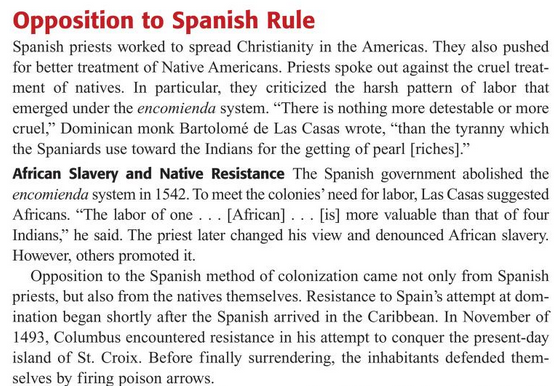 Opposition to Spanish Rule
Spanish priests worked to spread Christianity in the Americas. They also pushed
for better treatment of Native Americans. Priests spoke out against the cruel treat-
ment of natives. In particular, they criticized the harsh pattern of labor that
emerged under the encomienda system. “There is nothing more detestable or more
cruel,” Dominican monk Bartolomé de Las Casas wrote, “than the tyranny which
the Spaniards use toward the Indians for the getting of pearl [riches].”
African Slavery and Native Resistance The Spanish government abolished the
encomienda system in 1542. To meet the colonies’ need for labor, Las Casas suggested
Africans. “The labor of one . . . [African] . . . [is] more valuable than that of four
Indians,” he said. The priest later changed his view and denounced African slavery.
However, others promoted it.
Opposition to the Spanish method of colonization came not only from Spanish
priests, but also from the natives themselves. Resistance to Spain’s attempt at dom-
ination began shortly after the Spanish arrived in the Caribbean. In November of
1493, Columbus encountered resistance in his attempt to conquer the present-day
island of St. Croix. Before finally surrendering, the inhabitants defended them-
selves by firing poison arrows.